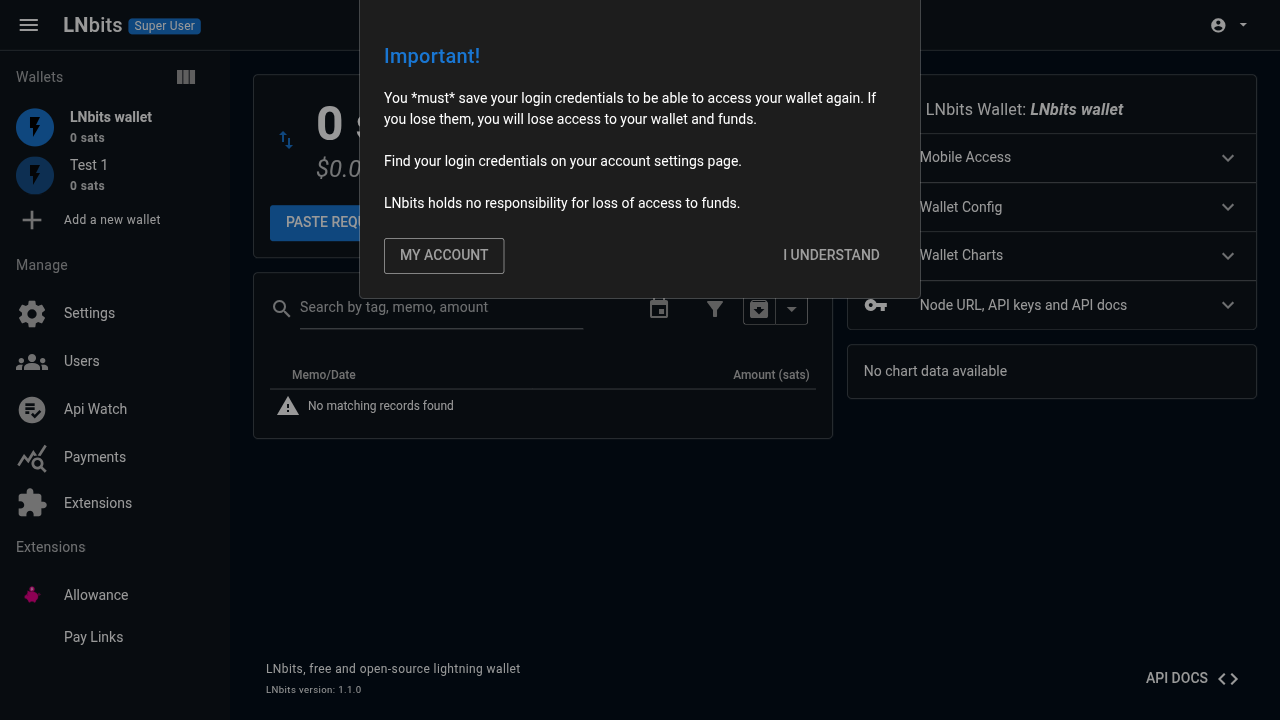 LNbits Super User
Wallets
LNbits wallet
0 sats
Test 1
0 sats
Add a new wallet
Manage
Settings
Users
Api Watch
Payments
Extensions
Extensions
Allowance
Pay Links
Important!
You *must* save your login credentials to be able to access your wallet again. If
you lose them, you will lose access to your wallet and funds.
Find your login credentials on your account settings page.
LNbits holds no responsibility for loss of access to funds.
MY ACCOUNT
I UNDERSTAND
0 s
$0.0
PASTE REQ
Search by tag, memo, amount
Memo/Date
Amount (sats)
No matching records found
LNbits Wallet: LNbits wallet
Mobile Access
Wallet Config
Wallet Charts
Node URL, API keys and API docs
No chart data available
LNbits, free and open-source lightning wallet
LNbits version: 1.1.0
API DOCS